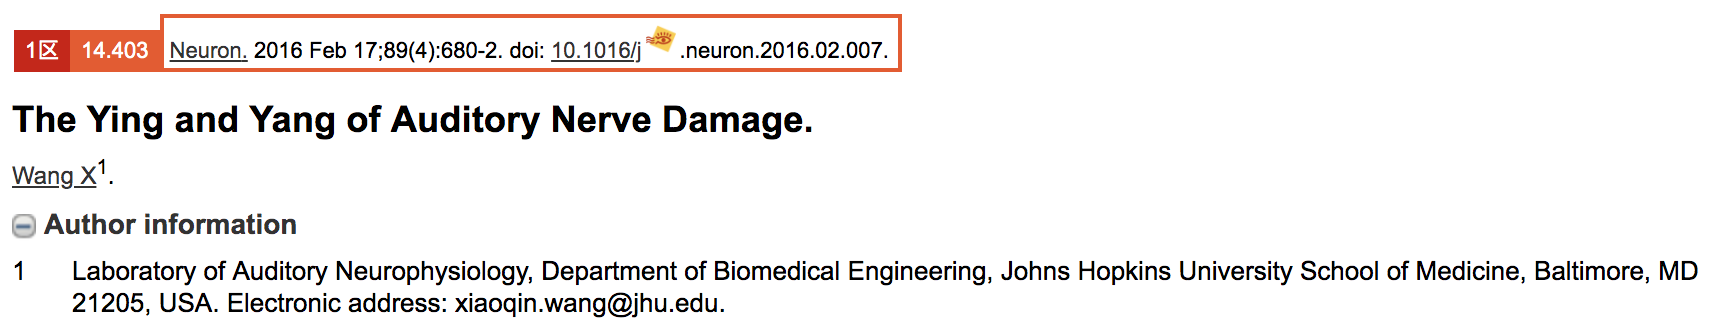 1区 14.403 Neuron. 2016 Feb 17;89(4):680-2. doi: 10.1016/j.neuron.2016.02.007.
The Ying and Yang of Auditory Nerve Damage.
Wang X1.
Author information
1 Laboratory of Auditory Neurophysiology, Department of Biomedical Engineering, Johns Hopkins University School of Medicine, Baltimore, MD
21205, USA. Electronic address: xiaoqin.wang@jhu.edu.